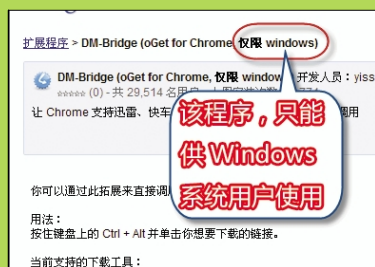 扩展程序 > DM-Bridge (oGet for Chrome, 仅限 windows)
DM-Bridge (oGet for Chrome, 仅限 window 开发人员：yiss
(0) - 共 29,514 名用户
让 Chrome 支持迅雷、快车 调用
该程序，只能
供 Windows
系统用户使用
你可以通过此拓展来直接调
用法：
按住键盘上的 Ctrl + Alt 并单击你想要下载的链接。
当前支持的下载工具：